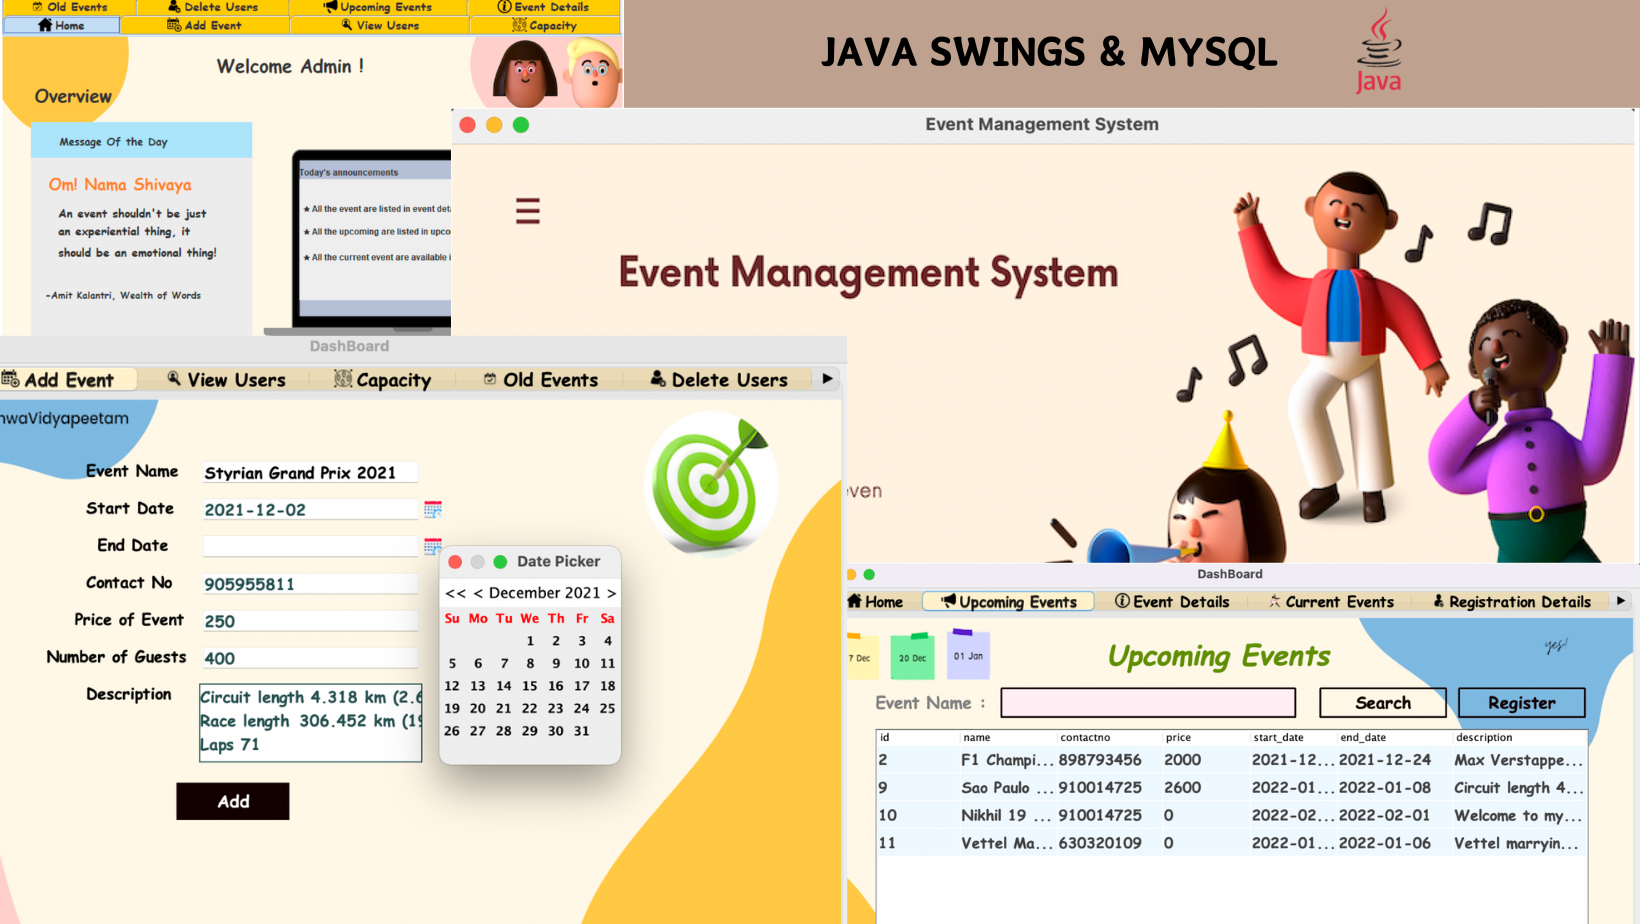 Old Events
Delete Users
Upcoming Events
Event Details
Home
Add Event
View Users
Capacity
Welcome Admin !
Overview
Message Of the Day
Om! Nama Shivaya
An event shouldn't be just
an experiential thing, it
should be an emotional thing!
-Amit Kalantri, Wealth of Words
Today's announcements
★ All the event are listed in event deta
★ All the upcoming are listed in upco
★ All the current event are available i
JAVA SWINGS & MYSQL
Java
Event Management System
Event Management System
ven
DashBoard
Add Event
View Users
Capacity
Old Events
Delete Users
nwaVidyapeetam
Event Name Styrian Grand Prix 2021
Start Date 2021-12-02
End Date
Contact No 905955811
Price of Event 250
Number of Guests 400
Description Circuit length 4.318 km (2.6
Race length 306.452 km (19
Laps 71
Add
Date Picker
<< < December 2021 >
Su Mo Tu We Th Fr Sa
1 2 3 4
5 6 7 8 9 10 11
12 13 14 15 16 17 18
19 20 21 22 23 24 25
26 27 28 29 30 31
DashBoard
Home
Upcoming Events
Event Details
Current Events
Registration Details
7 Dec
20 Dec
01 Jan
Upcoming Events
yes!
Event Name :
Search
Register
id name contactno price start_date end_date description
2 F1 Champi... 898793456 2000 2021-12... 2021-12-24 Max Verstappe...
9 Sao Paulo ... 910014725 2600 2022-01... 2022-01-08 Circuit length 4...
10 Nikhil 19 ... 910014725 0 2022-02... 2022-02-01 Welcome to my...
11 Vettel Ma... 630320109 0 2022-01... 2022-01-06 Vettel marryin...